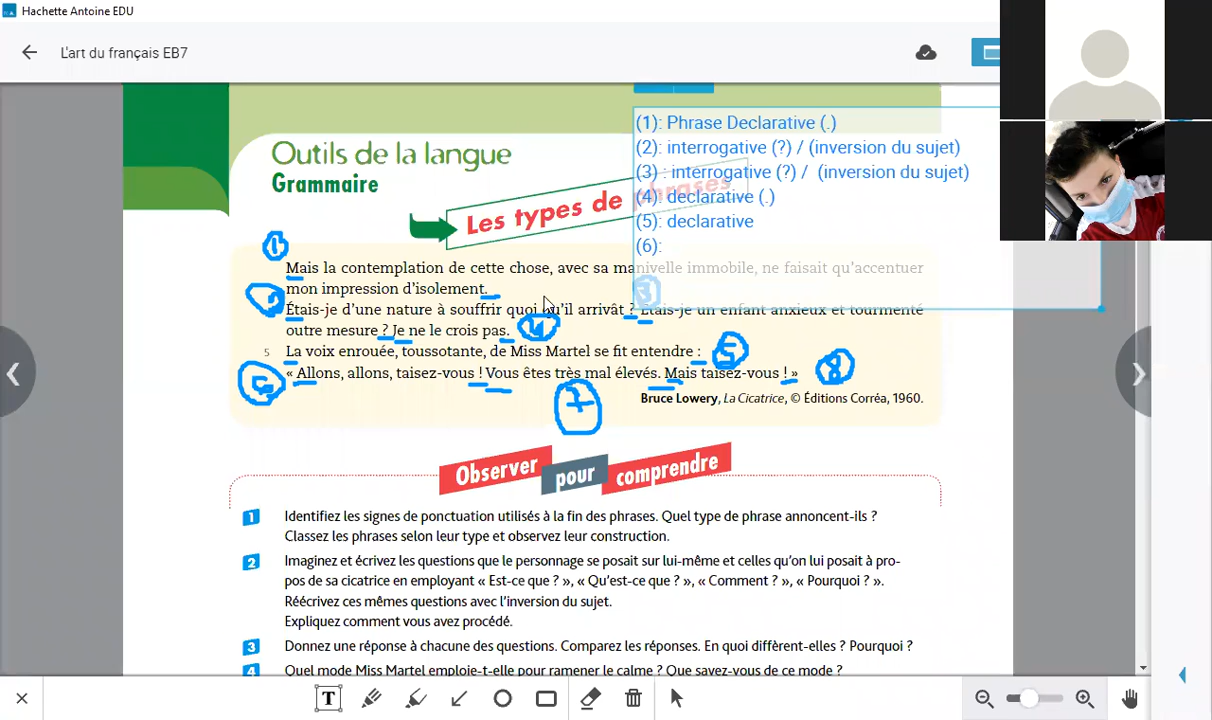 Hachette Antoine EDU
L'art du français EB7
(1): Phrase Declarative (.)
(2): interrogative (?) / (inversion du sujet)
(3) : interrogative (?) / (inversion du sujet)
(4) declarative (.)
(5): declarative
(6):
Outils de la langue
Grammaire
Les types de phrases
1
Mais la contemplation de cette chose, avec sa manivelle immobile, ne faisait qu'accentuer
mon impression d'isolement.
3
Étais-je d'une nature à souffrir quoi qu'il arrivât ? Étais-je un enfant anxieux et tourmenté
outre mesure ? Je ne le crois pas.
4
5 La voix enrouée, toussotante, de Miss Martel se fit entendre :
5
« Allons, allons, taisez-vous ! Vous êtes très mal élevés. Mais taisez-vous ! »
8
7
Bruce Lowery, La Cicatrice, © Éditions Corréa, 1960.
Observer pour comprendre
1 Identifiez les signes de ponctuation utilisés à la fin des phrases. Quel type de phrase annoncent-ils ?
Classez les phrases selon leur type et observez leur construction.
2 Imaginez et écrivez les questions que le personnage se posait sur lui-même et celles qu'on lui posait à pro-
pos de sa cicatrice en employant « Est-ce que ? », « Qu'est-ce que ? », « Comment ? », « Pourquoi ? ».
Réécrivez ces mêmes questions avec l'inversion du sujet.
Expliquez comment vous avez procédé.
3 Donnez une réponse à chacune des questions. Comparez les réponses. En quoi diffèrent-elles ? Pourquoi ?
4 Quel mode Miss Martel emploie-t-elle pour ramener le calme ? Que savez-vous de ce mode ?
T